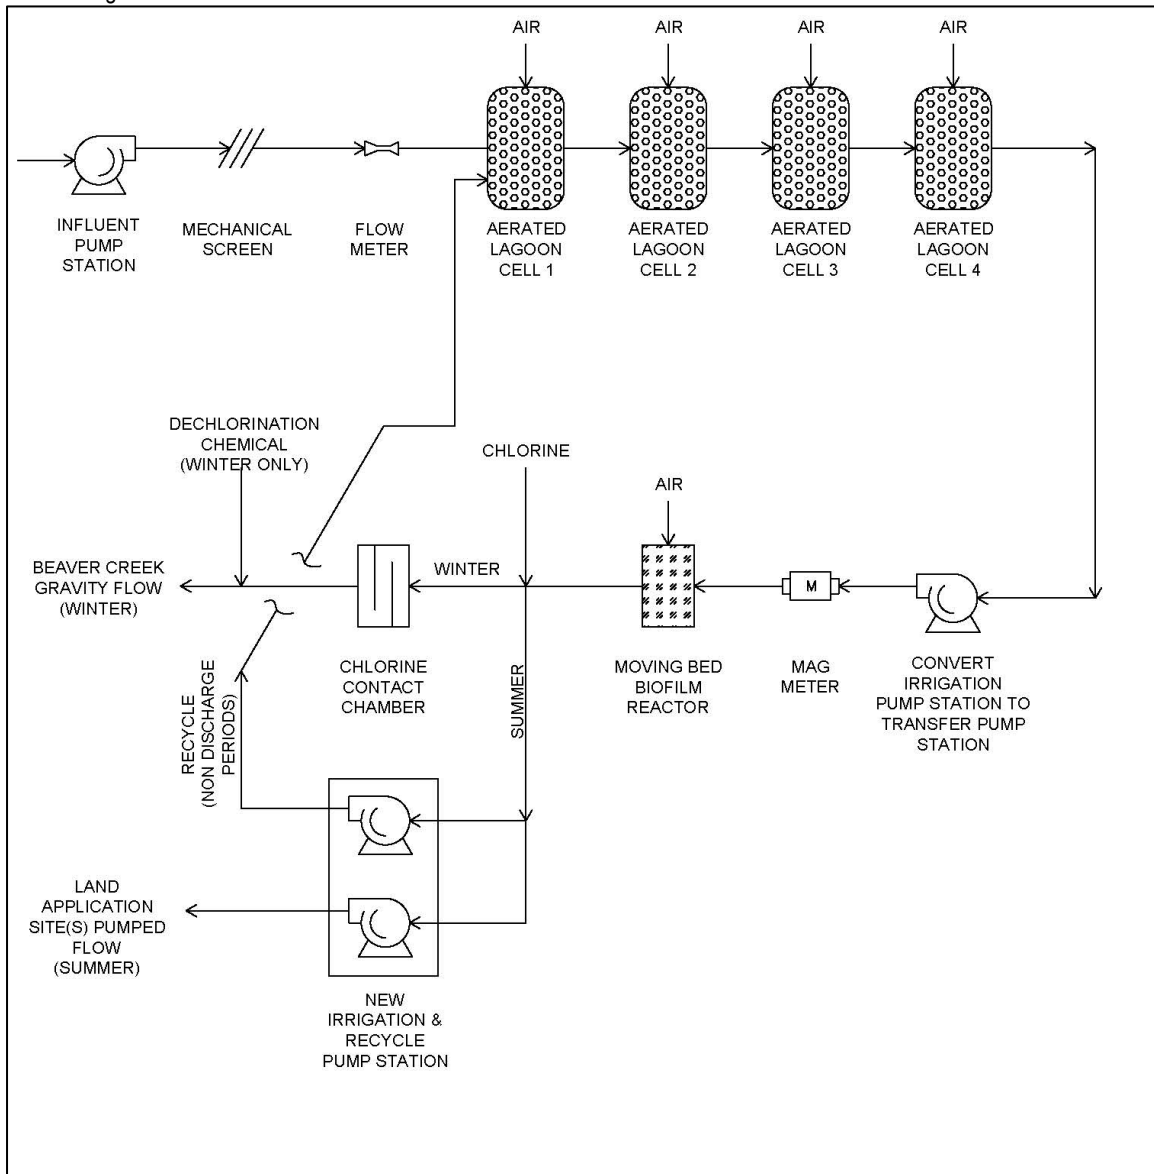 AIR
AIR
AIR
AIR
INFLUENT
PUMP
STATION
MECHANICAL
SCREEN
FLOW
METER
AERATED
LAGOON
CELL 1
AERATED
LAGOON
CELL 2
AERATED
LAGOON
CELL 3
AERATED
LAGOON
CELL 4
DECHLORINATION
CHEMICAL
(WINTER ONLY)
CHLORINE
AIR
BEAVER CREEK
GRAVITY FLOW
(WINTER)
WINTER
M
CHLORINE
CONTACT
CHAMBER
MOVING BED
BIOFILM
REACTOR
MAG
METER
CONVERT
IRRIGATION
PUMP STATION TO
TRANSFER PUMP
STATION
SUMMER
RECYCLE
(NON DISCHARGE
PERIODS)
LAND
APPLICATION
SITE(S) PUMPED
FLOW
(SUMMER)
NEW
IRRIGATION &
RECYCLE
PUMP STATION